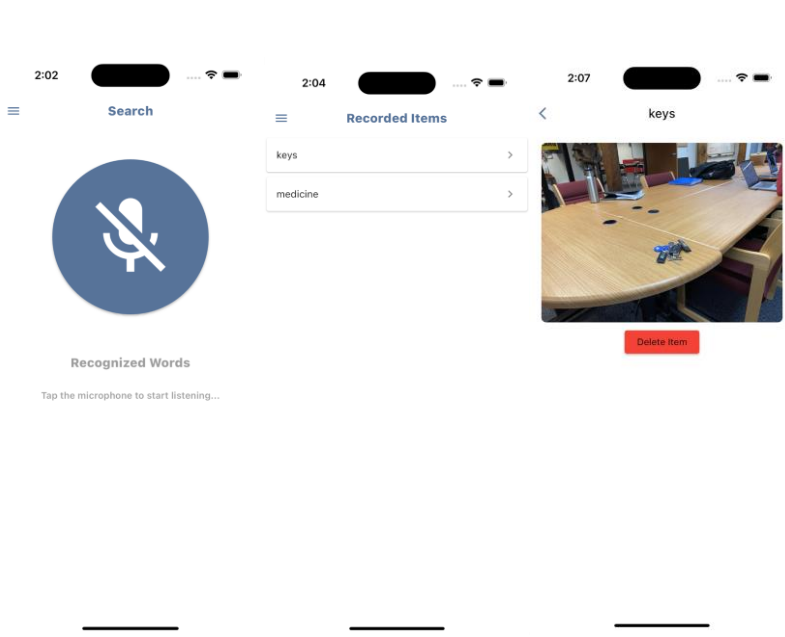 2:02
Search
Recognized Words
Tap the microphone to start listening...
2:04
Recorded Items
keys
medicine
2:07
keys
Delete Item